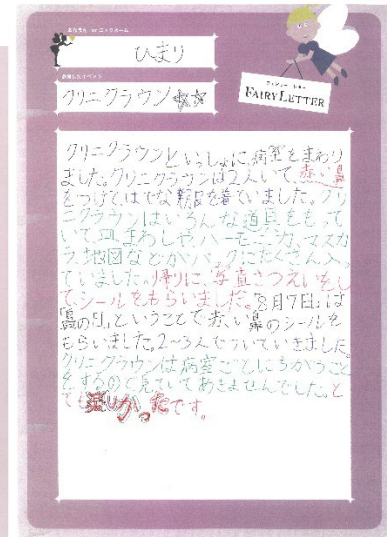 ひまり
クリニクラウン
FAIRY LETTER
クリニクラウンといっしょに病室をまわり
ました。クリニクラウンは2人いて赤い鼻
をつけてはでな服を着ていました。クリ
ニクラウンはいろんな道具をもって
いて皿まわしや、ハーモニカ、マスカ
ラ、地図などがバックにたくさん入っ
ていました。帰りに、写真さつえいをし
て、シールをもらいました。「8月7日」は
「鼻の日」ということで赤い鼻のシールを
もらいました。2~3人でついていきました。
クリニクラウンは病室ごとにちがうこと
をするので見ていてあきませんでした。と
ても楽しかったです。